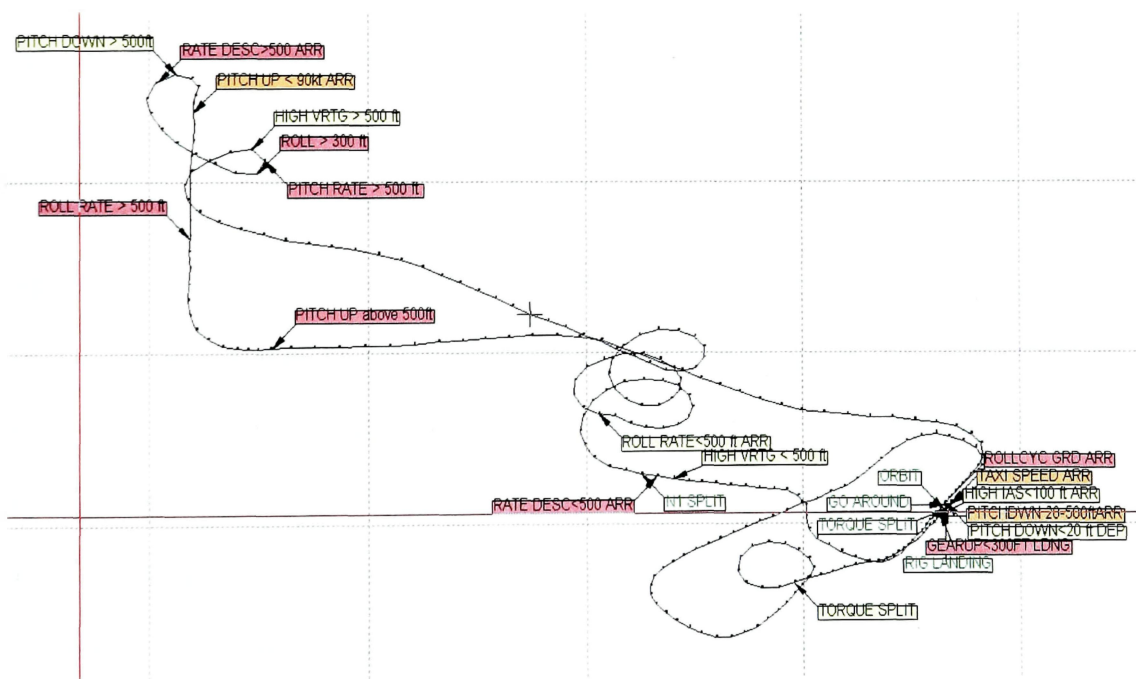 PITCH DOWN > 500ft
RATE DESC>500 ARR
PITCH UP < 90kt ARR
HIGH VRTG > 500 ft
ROLL > 300 ft
PITCH RATE > 500 ft
ROLL RATE > 500 ft
PITCH UP above 500ft
ROLL RATE<500 ft ARR
HIGH VRTG < 500 ft
ROLLCYC GRD ARR
ORBIT
TAXI SPEED ARR
RATE DESC<500 ARR
N1 SPLIT
GO AROUND
HIGH IAS<100 ft ARR
TORQUE SPLIT
PITCHDWN 20-500ftARR
PITCH DOWN<20 ft DEP
GEARUP<300FT LDNG
RIG LANDING
TORQUE SPLIT